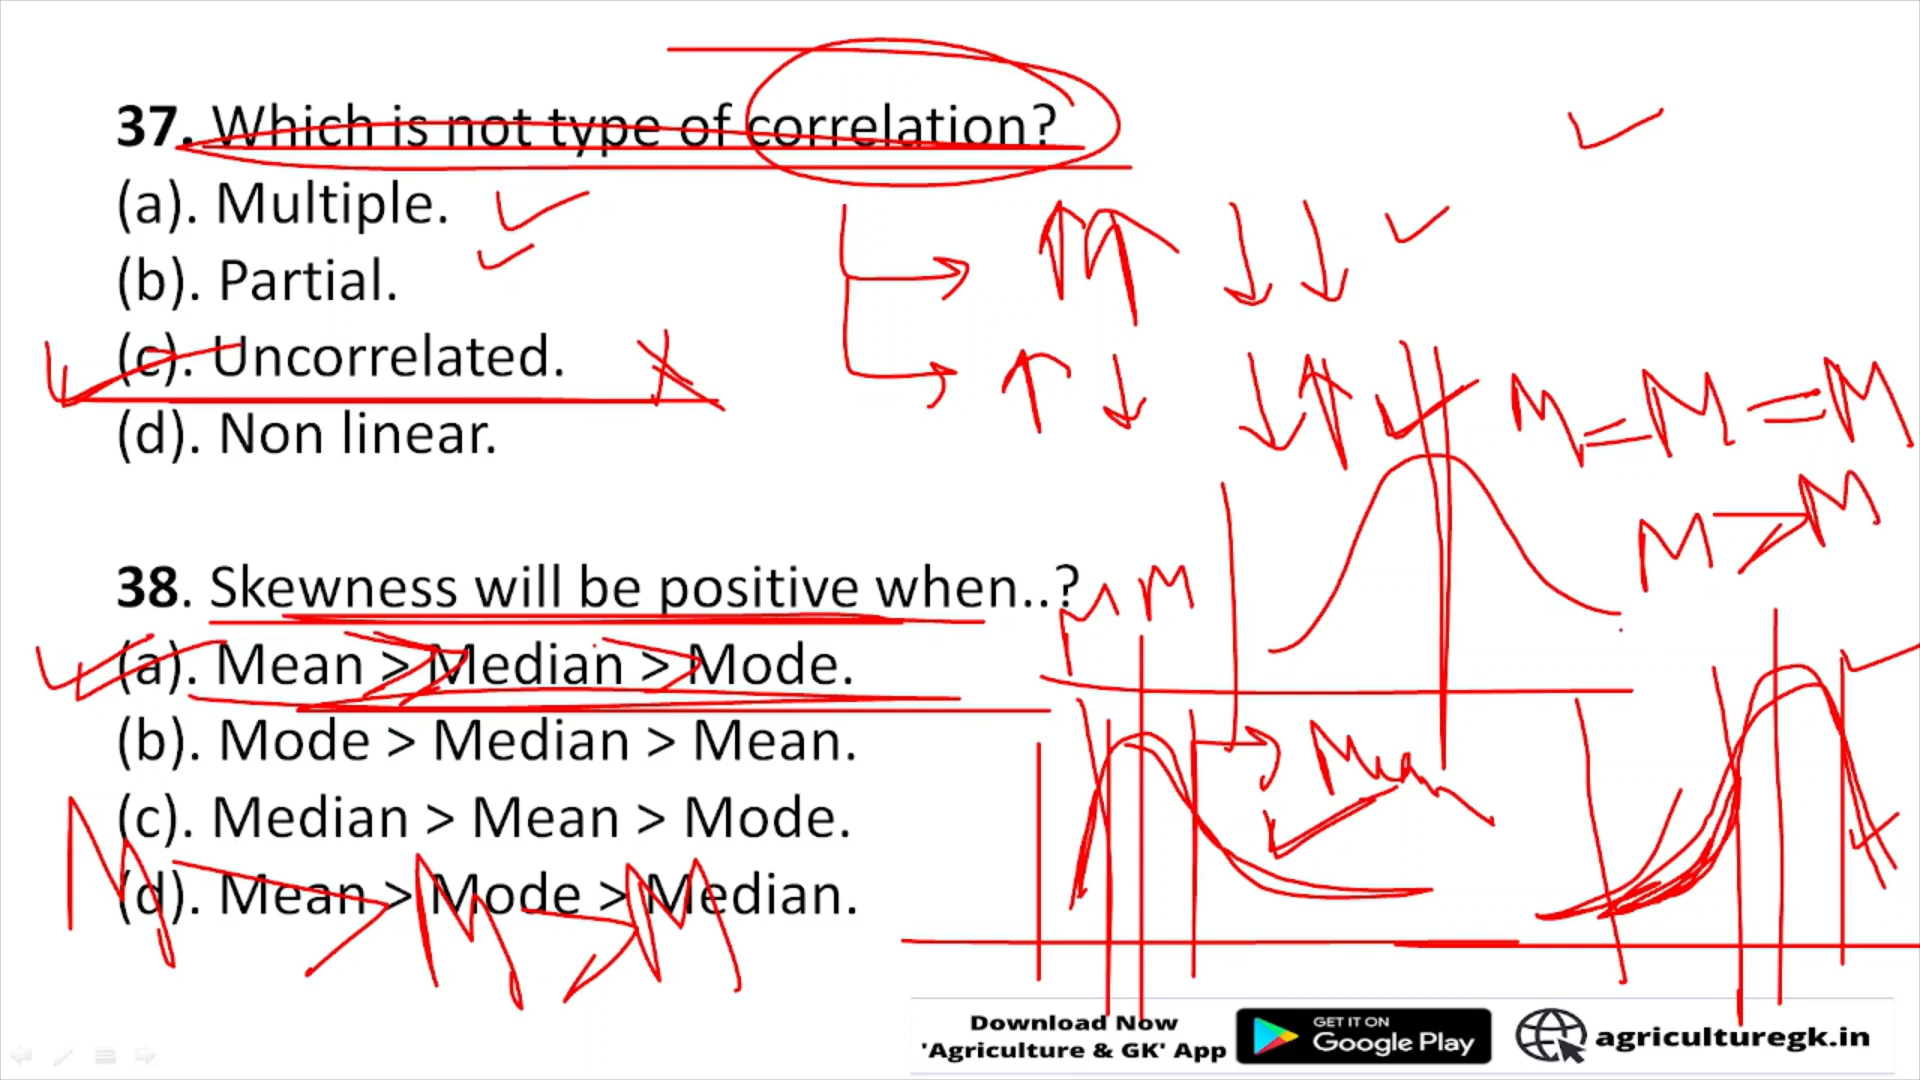 37. Which is not type of correlation?
(a). Multiple.
(b). Partial.
(c). Uncorrelated.
(d). Non linear.
M = M = M
M > M
38. Skewness will be positive when..?
M M
(a). Mean > Median > Mode.
(b). Mode > Median > Mean.
Mean
(c). Median > Mean > Mode.
(d). Mean > Mode > Median.
M > M > M
Download Now
'Agriculture & GK' App
GET IT ON
Google Play
agriculturegk.in